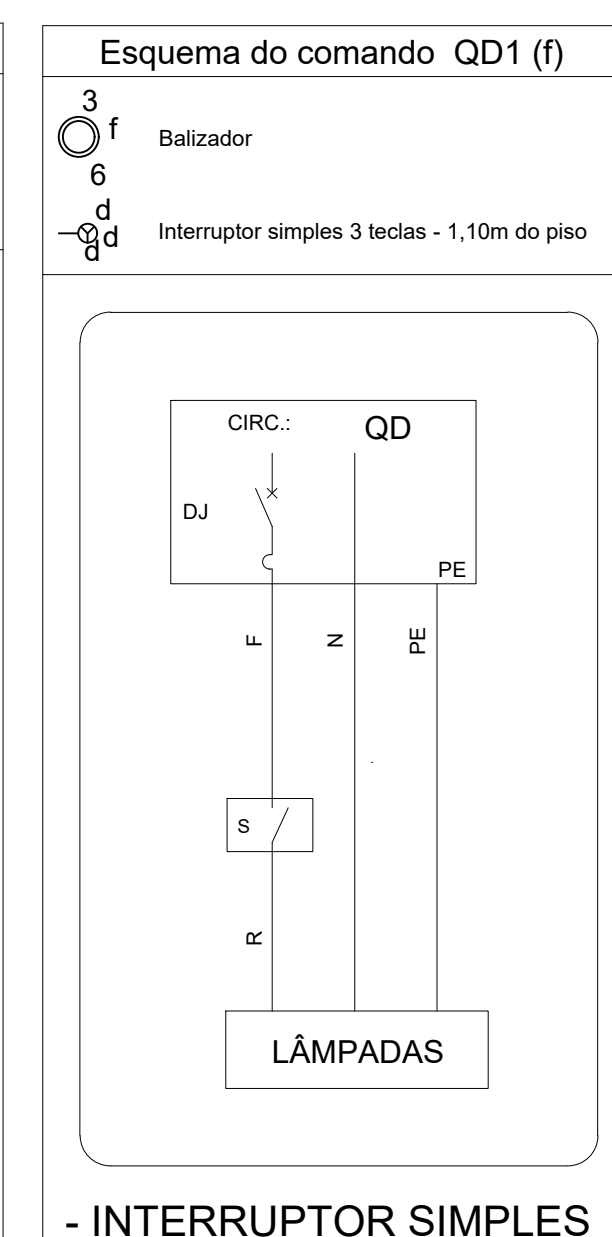 Esquema do comando QD1 (f)
3
f
6
Balizador
d
d
d
Interruptor simples 3 teclas - 1,10m do piso
CIRC.:
QD
DJ
PE
F
N
PE
S
R
LÂMPADAS
- INTERRUPTOR SIMPLES